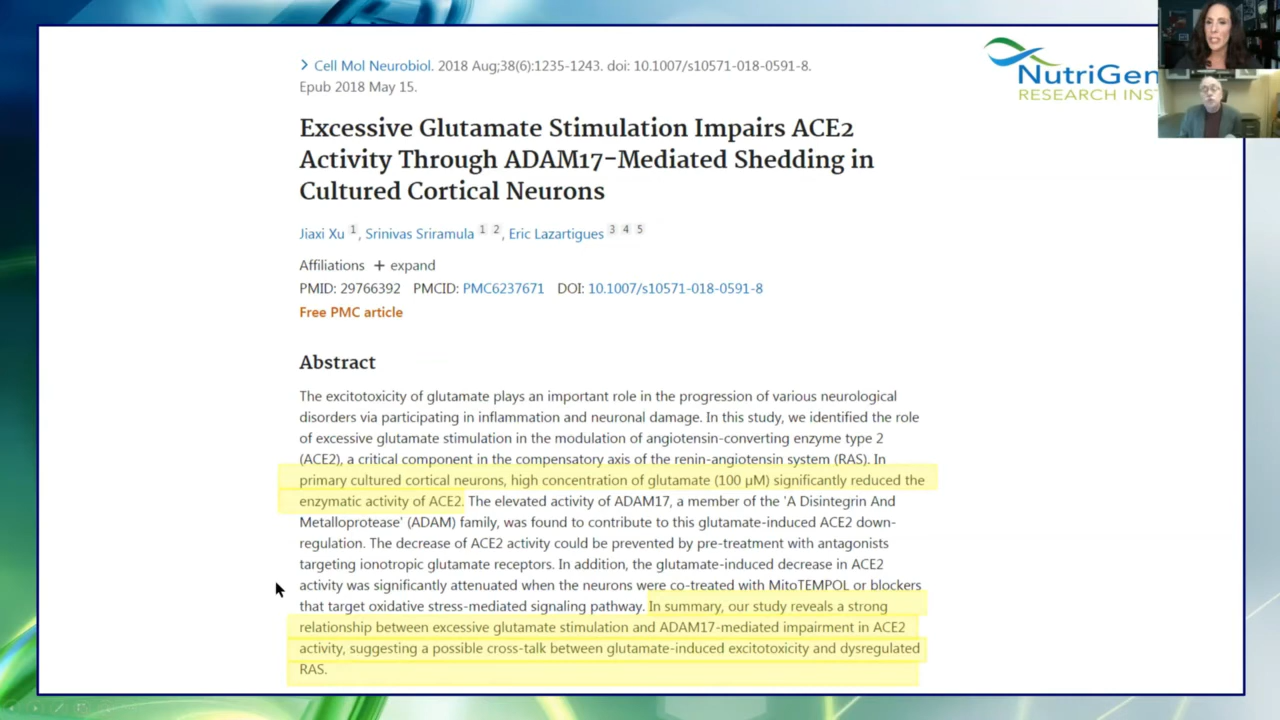 > Cell Mol Neurobiol. 2018 Aug;38(6):1235-1243. doi: 10.1007/s10571-018-0591-8.
Epub 2018 May 15.
NutriGen
RESEARCH INST
Excessive Glutamate Stimulation Impairs ACE2
Activity Through ADAM17-Mediated Shedding in
Cultured Cortical Neurons
Jiaxi Xu 1, Srinivas Sriramula 1 2, Eric Lazartigues 3 4 5
Affiliations + expand
PMID: 29766392 PMCID: PMC6237671 DOI: 10.1007/s10571-018-0591-8
Free PMC article
Abstract
The excitotoxicity of glutamate plays an important role in the progression of various neurological
disorders via participating in inflammation and neuronal damage. In this study, we identified the role
of excessive glutamate stimulation in the modulation of angiotensin-converting enzyme type 2
(ACE2), a critical component in the compensatory axis of the renin-angiotensin system (RAS). In
primary cultured cortical neurons, high concentration of glutamate (100 μM) significantly reduced the
enzymatic activity of ACE2. The elevated activity of ADAM17, a member of the 'A Disintegrin And
Metalloprotease' (ADAM) family, was found to contribute to this glutamate-induced ACE2 down-
regulation. The decrease of ACE2 activity could be prevented by pre-treatment with antagonists
targeting ionotropic glutamate receptors. In addition, the glutamate-induced decrease in ACE2
activity was significantly attenuated when the neurons were co-treated with MitoTEMPOL or blockers
that target oxidative stress-mediated signaling pathway. In summary, our study reveals a strong
relationship between excessive glutamate stimulation and ADAM17-mediated impairment in ACE2
activity, suggesting a possible cross-talk between glutamate-induced excitotoxicity and dysregulated
RAS.